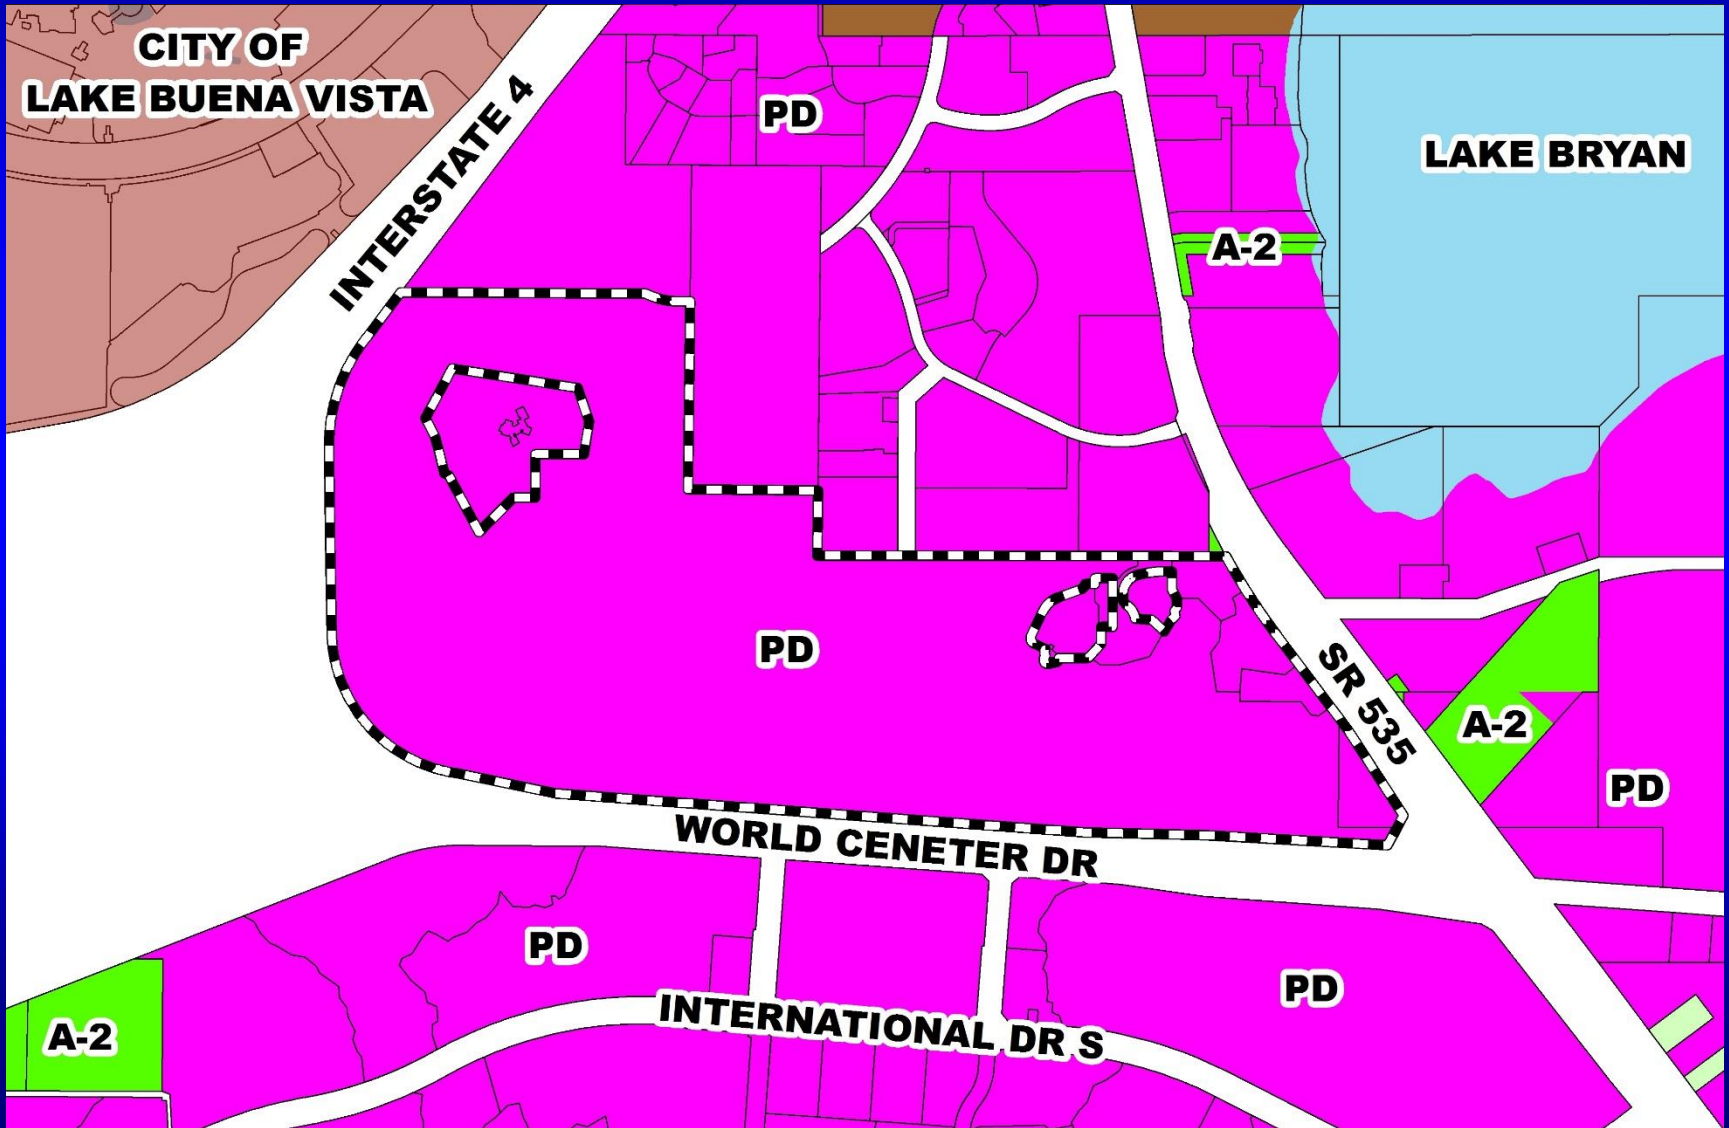 CITY OF
LAKE BUENA VISTA
INTERSTATE 4
PD
LAKE BRYAN
A-2
PD
SR 535
A-2
PD
WORLD CENETER DR
PD
PD
A-2
INTERNATIONAL DR S